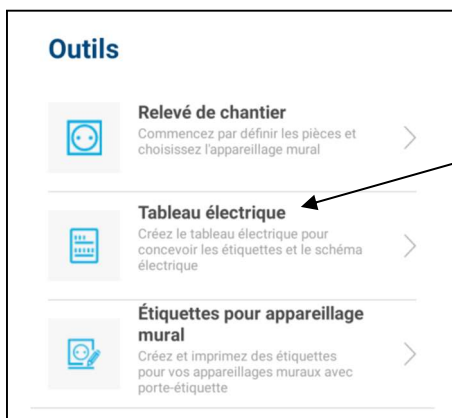 Outils
Relevé de chantier
Commencez par définir les pièces et
choisissez l'appareillage mural
Tableau électrique
Créez le tableau électrique pour
concevoir les étiquettes et le schéma
électrique
Étiquettes pour appareillage
mural
Créez et imprimez des étiquettes
pour vos appareillages muraux avec
porte-étiquette